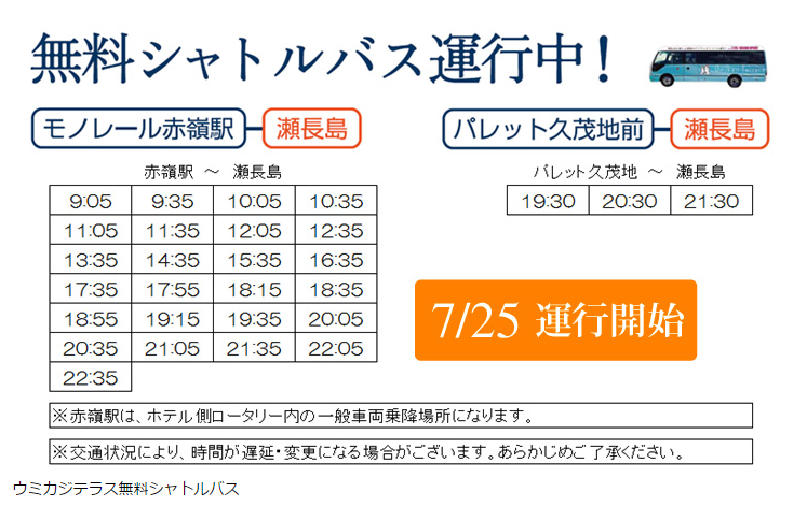 無料シャトルバス運行中！
モノレール赤嶺駅 瀬長島 パレット久茂地前 瀬長島
赤嶺駅 ～ 瀬長島
9:05 9:35 10:05 10:35
11:05 11:35 12:05 12:35
13:35 14:35 15:35 16:35
17:35 17:55 18:15 18:35
18:55 19:15 19:35 20:05
20:35 21:05 21:35 22:05
22:35
パレット久茂地 ～ 瀬長島
19:30 20:30 21:30
7/25 運行開始
※赤嶺駅は、ホテル側ロータリー内の一般車両乗降場所になります。
※交通状況により、時間が遅延・変更になる場合がございます。あらかじめご了承ください。
ウミカジテラス無料シャトルバス